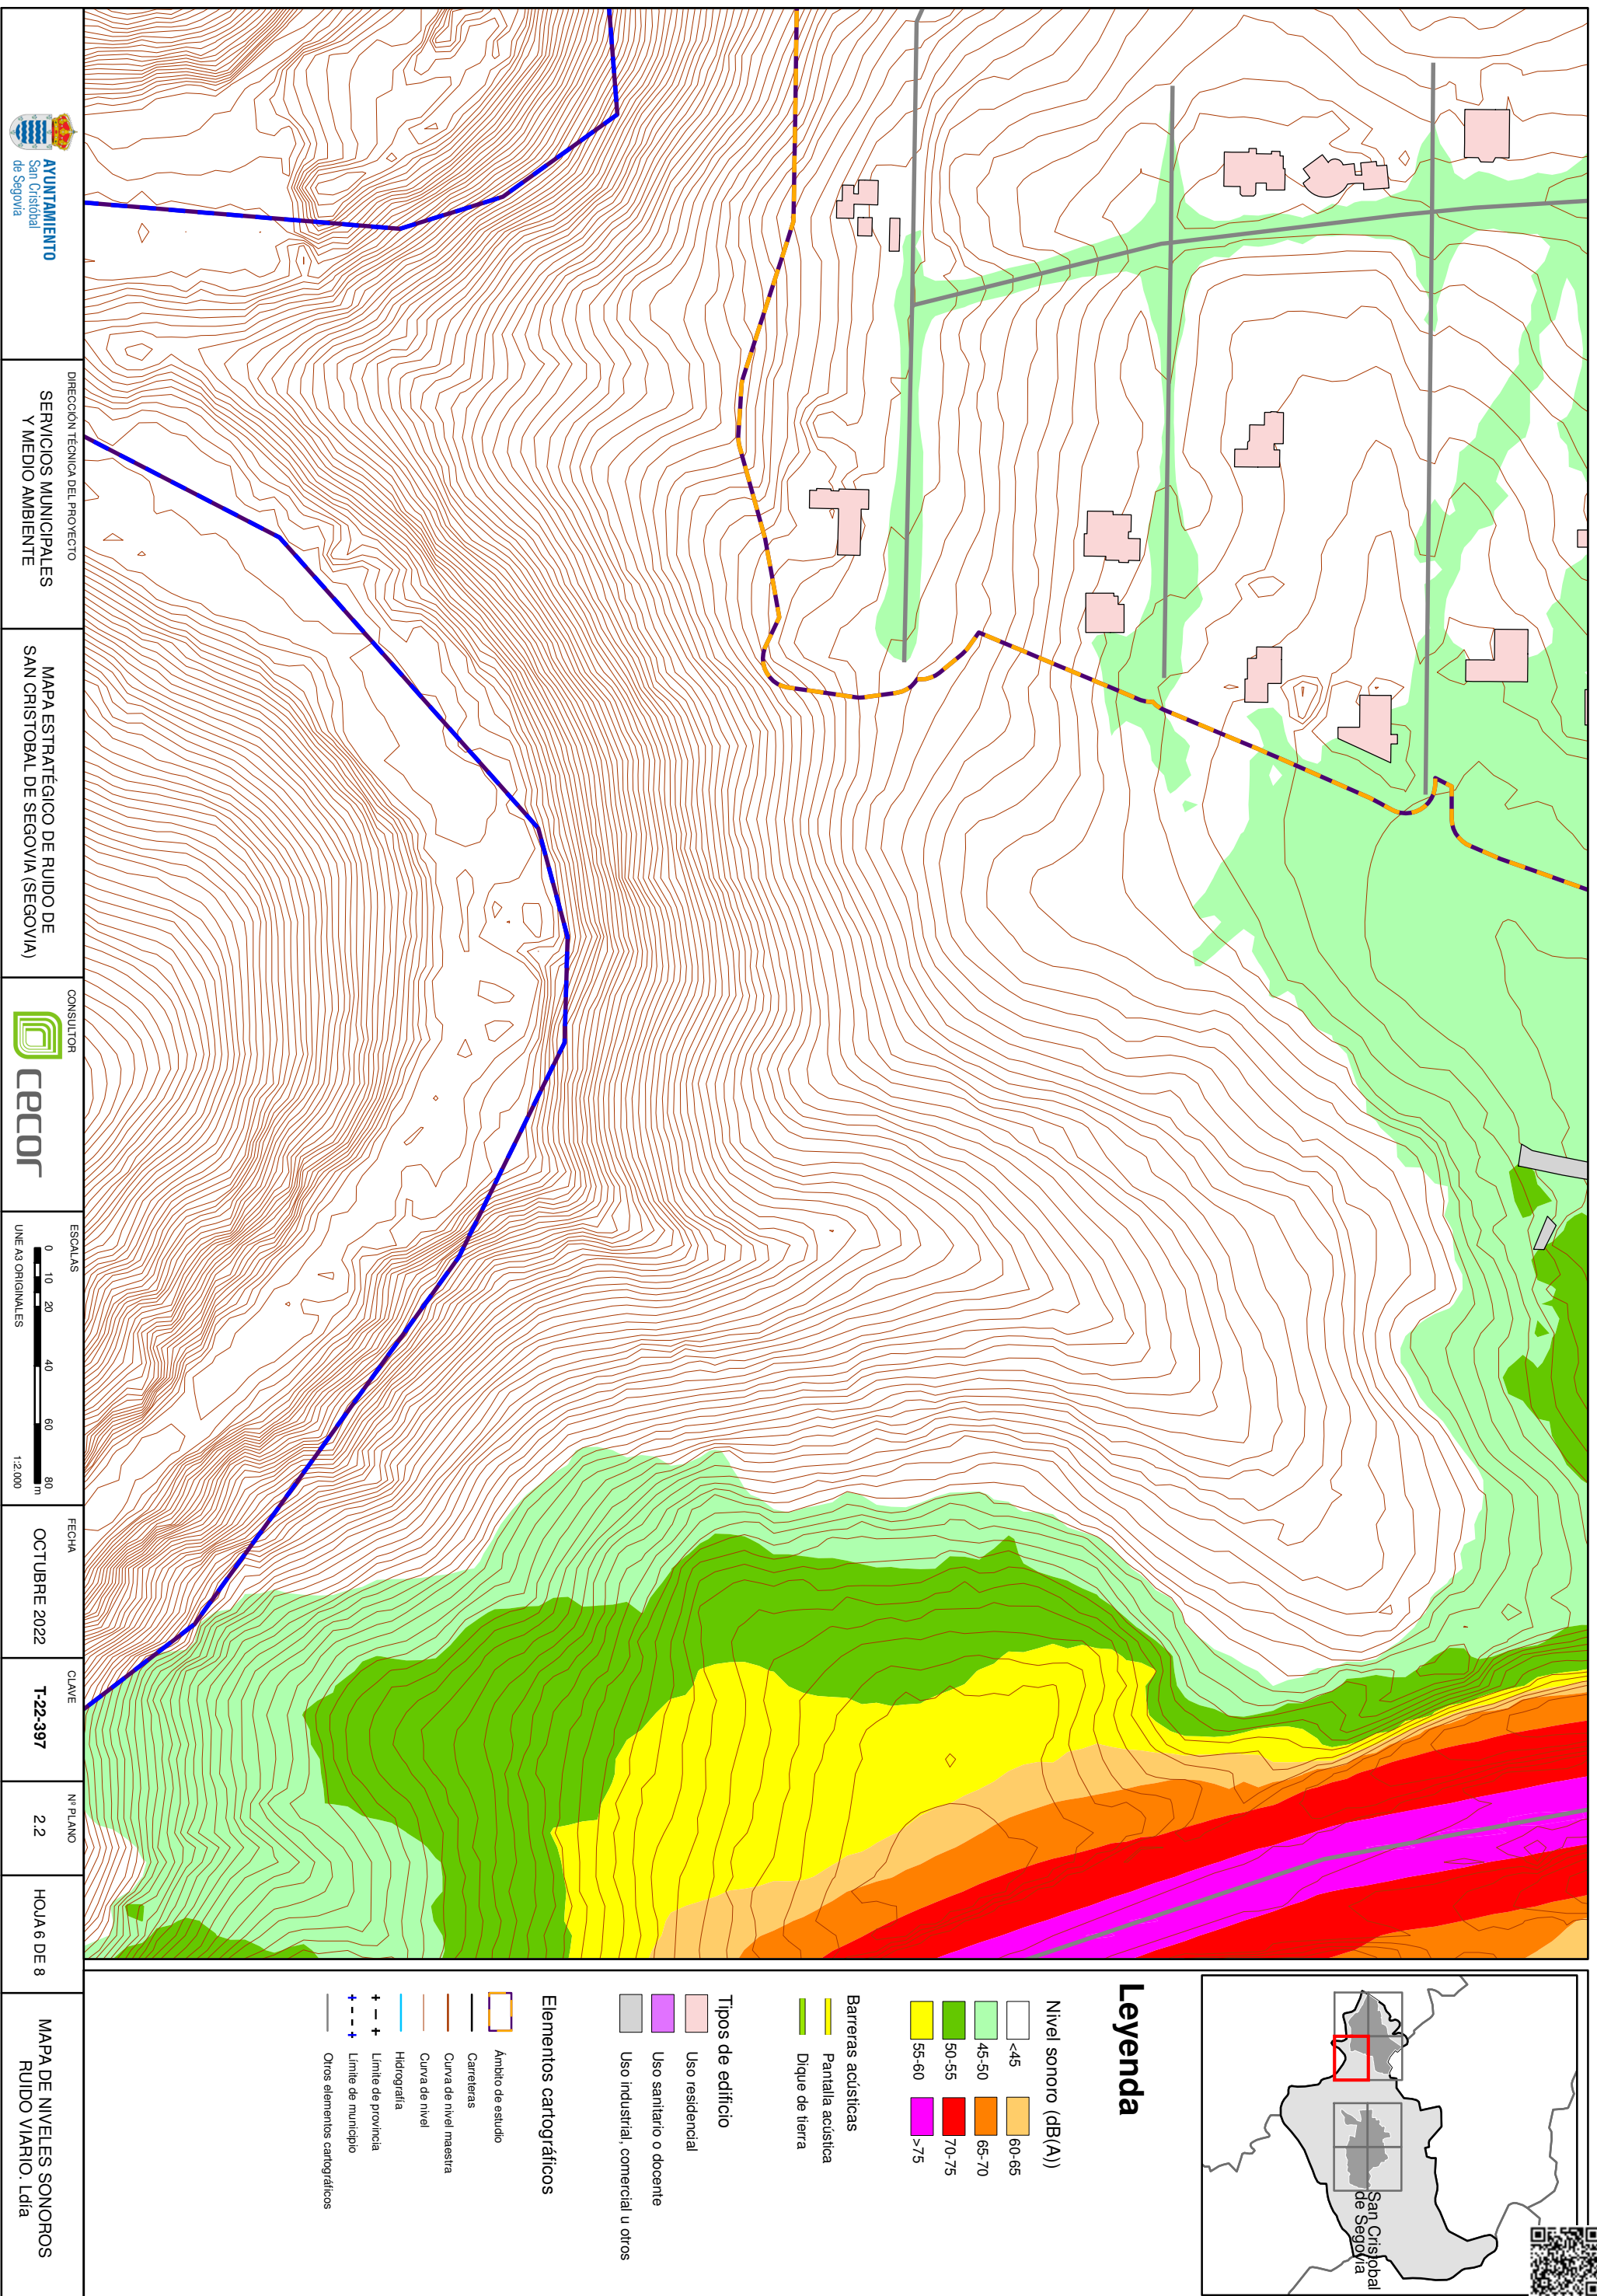 San Cristobal
de Segovia
Leyenda
Nivel sonoro (dB(A))
<45
45-50
50-55
55-60
60-65
65-70
70-75
>75
Barreras acústicas
Pantalla acústica
Dique de tierra
Tipos de edificio
Uso residencial
Uso sanitario o docente
Uso industrial, comercial u otros
Elementos cartográficos
Ámbito de estudio
Carreteras
Curva de nivel maestra
Curva de nivel
Hidrografía
Límite de provincia
Límite de municipio
Otros elementos cartográficos
AYUNTAMIENTO
San Cristóbal
de Segovia
DIRECCIÓN TÉCNICA DEL PROYECTO
SERVICIOS MUNICIPALES
Y MEDIO AMBIENTE
MAPA ESTRATÉGICO DE RUIDO DE
SAN CRISTOBAL DE SEGOVIA (SEGOVIA)
CONSULTOR
cecor
ESCALAS
0 10 20 40 60 80
m
UNE A3 ORIGINALES 1:2.000
FECHA
OCTUBRE 2022
CLAVE
T-22-397
Nº PLANO
2.2
HOJA 6 DE 8
MAPA DE NIVELES SONOROS
RUIDO VIARIO. Ldía